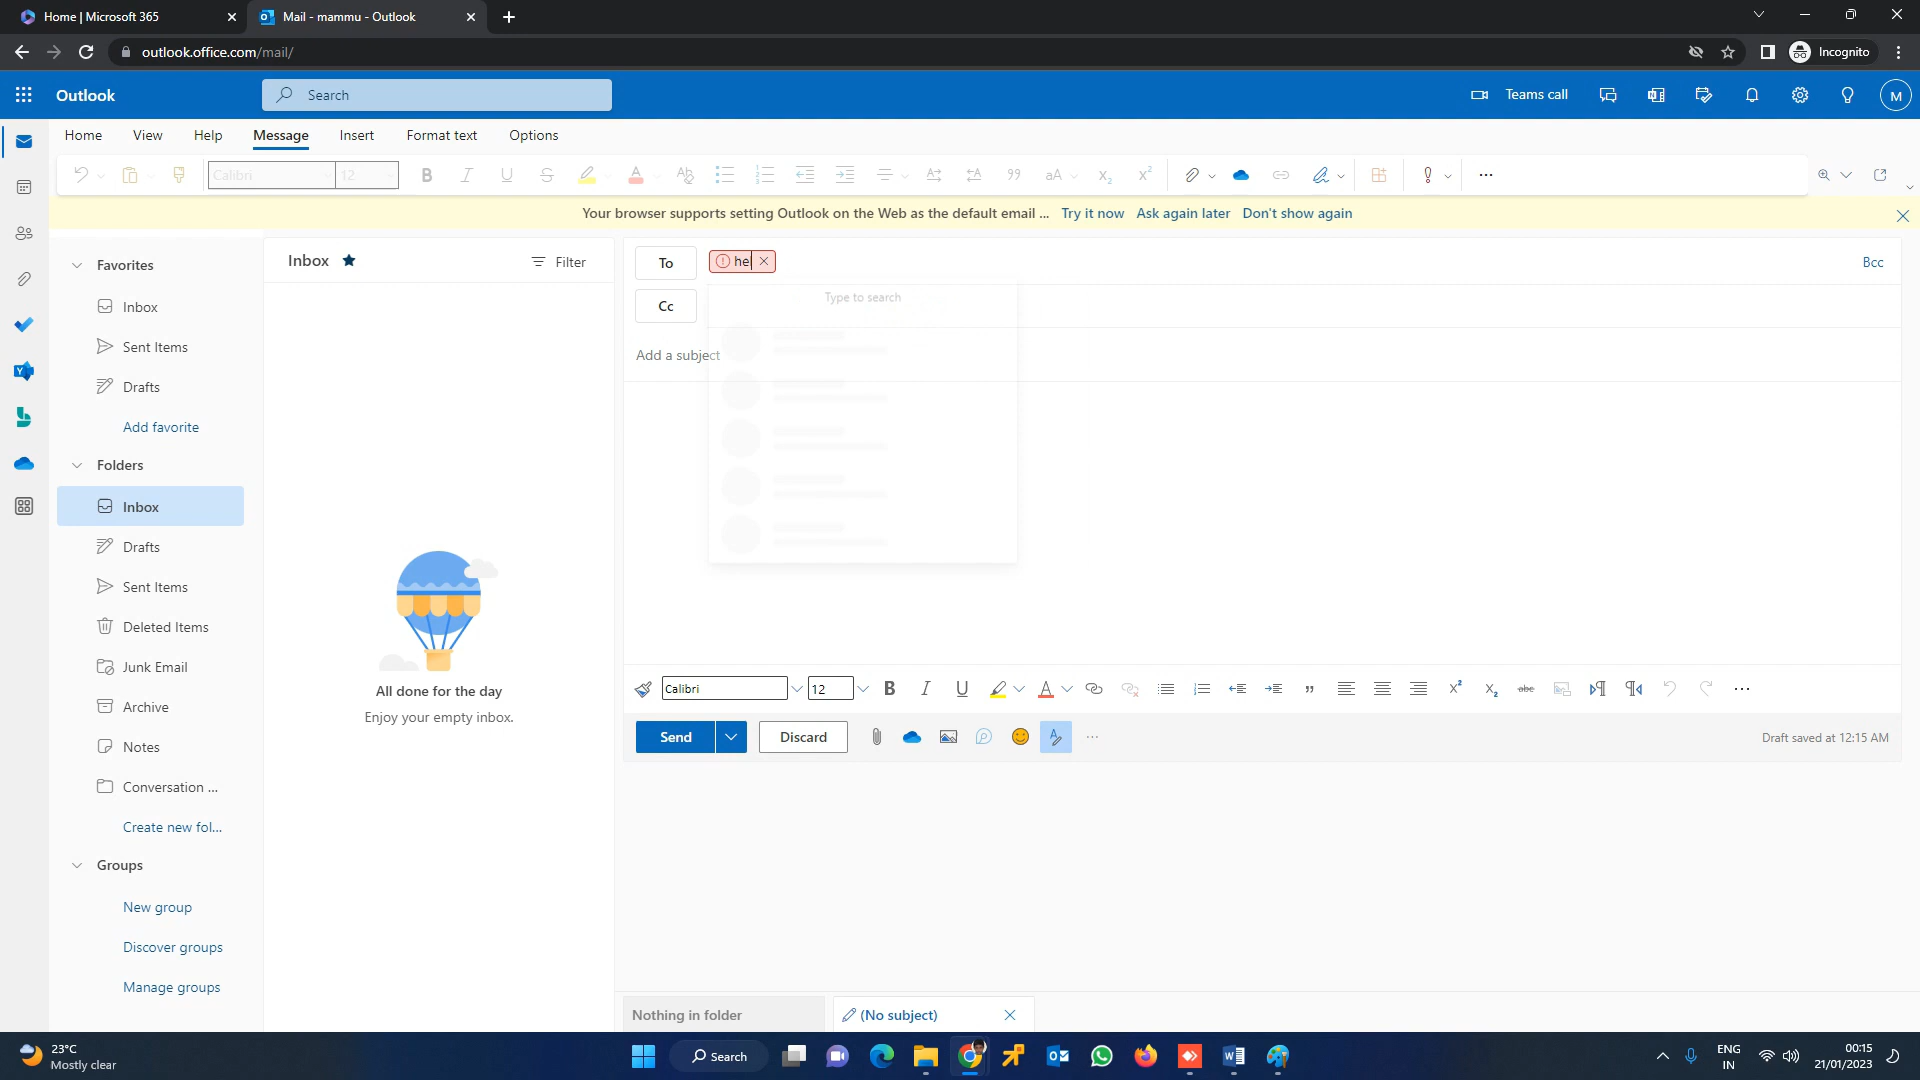 Home | Microsoft 365
Mail - mammu - Outlook
outlook.office.com/mail/
Incognito
Outlook
Search
Teams call
M
Home View Help Message Insert Format text Options
Calibri 12
Your browser supports setting Outlook on the Web as the default email ... Try it now Ask again later Don't show again
Favorites
Inbox
Sent Items
Drafts
Add favorite
Folders
Inbox
Drafts
Sent Items
Deleted Items
Junk Email
Archive
Notes
Conversation ...
Create new fol...
Groups
New group
Discover groups
Manage groups
Inbox
Filter
All done for the day
Enjoy your empty inbox.
To
hel
Bcc
Cc
Type to search
Add a subject
Calibri 12
Send
Discard
Draft saved at 12:15 AM
Nothing in folder
(No subject)
23°C
Mostly clear
Search
ENG
IN
00:15
21/01/2023